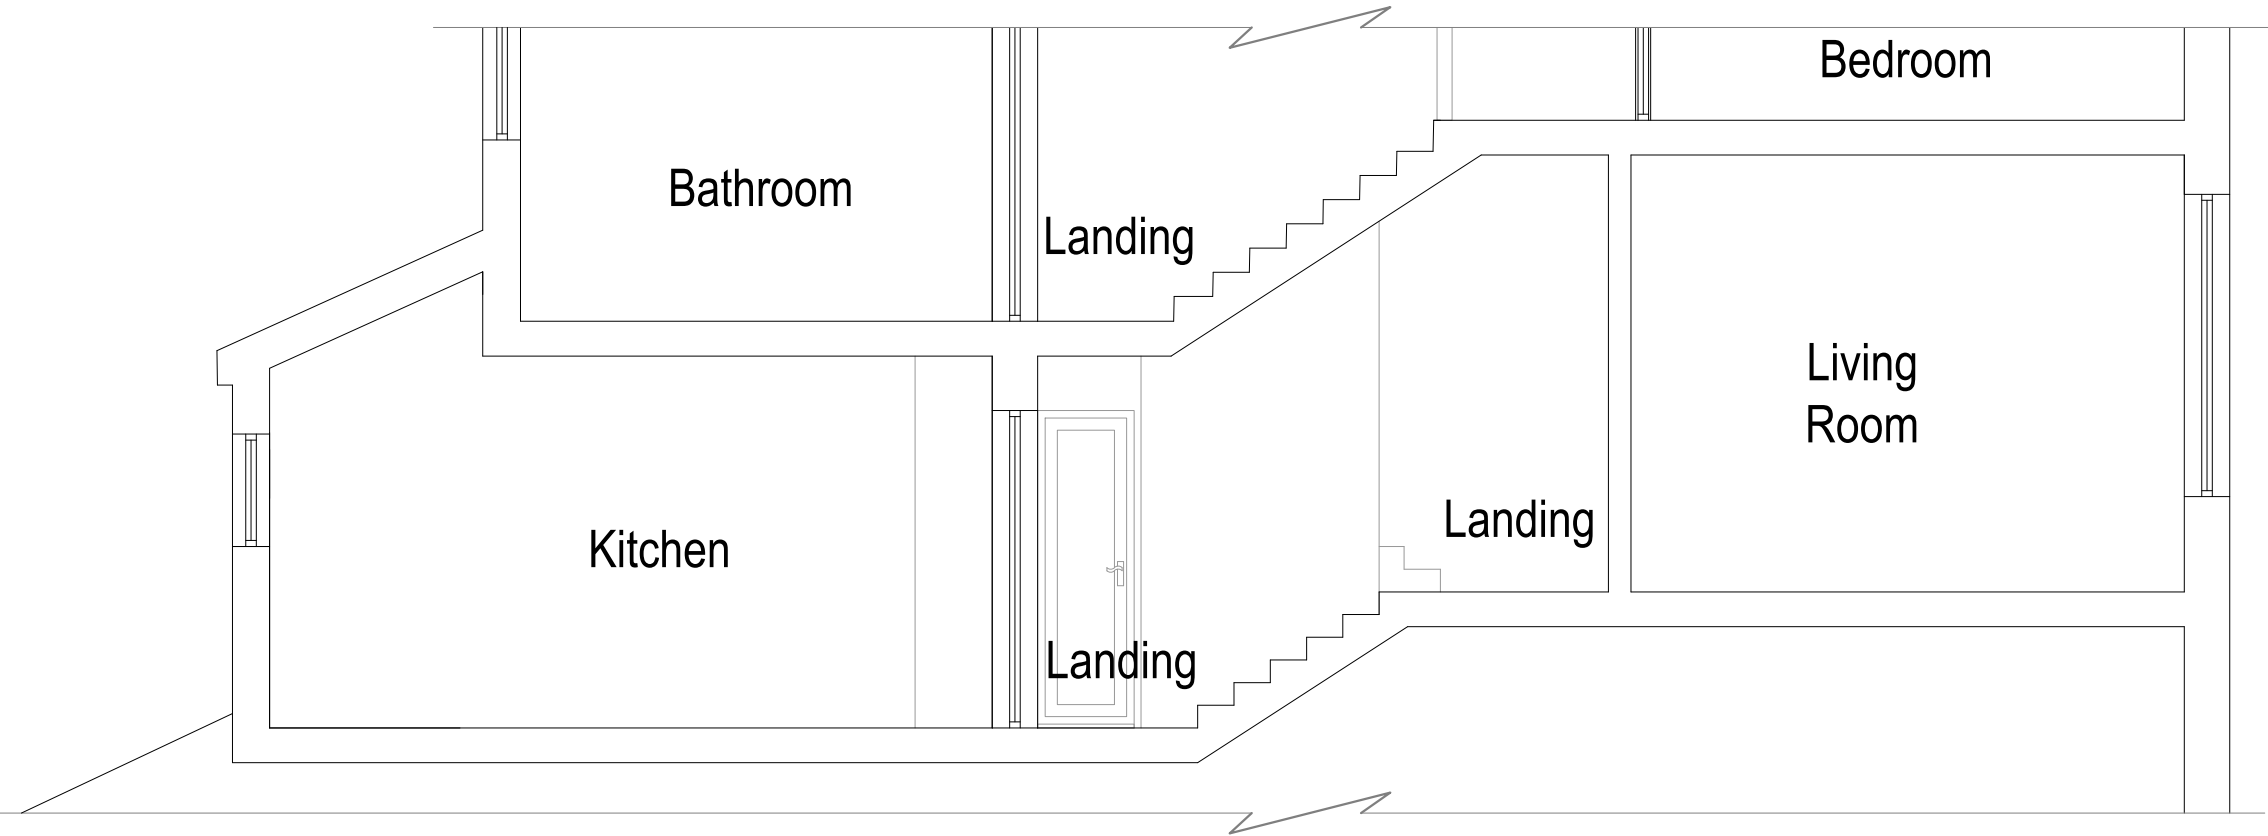 Bedroom
Bathroom
Landing
Living
Room
Landing
Kitchen
Landing